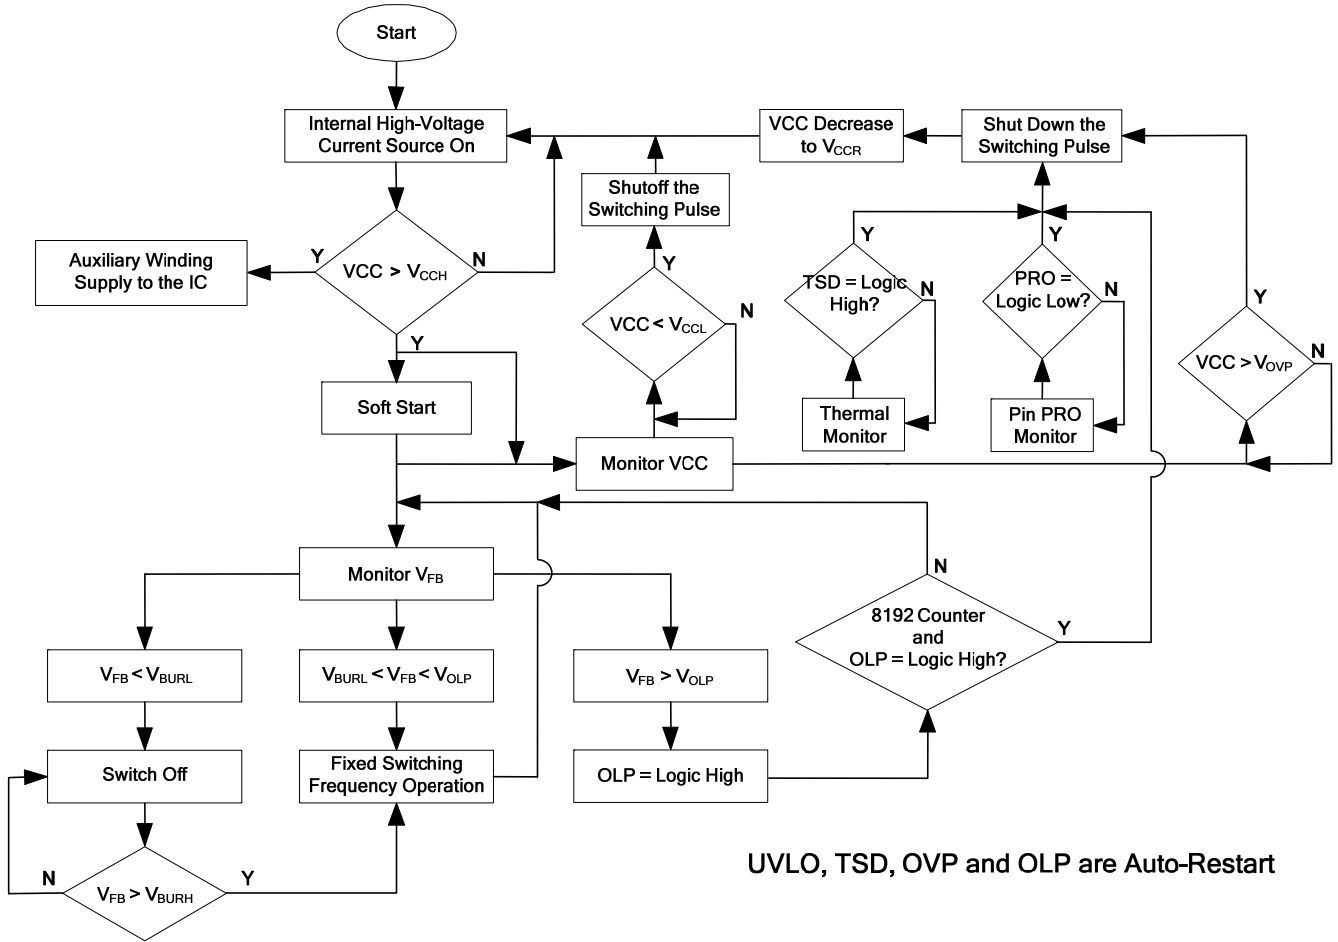 Start
Internal High-Voltage
Current Source On
VCC Decrease
to VCCR
Shut Down the
Switching Pulse
Shutoff the
Switching Pulse
Auxiliary Winding
Supply to the IC
Y
VCC > VCCH
N
Y
Soft Start
Y
VCC < VCCL
N
Y
TSD = Logic
High?
N
Y
PRO =
Logic Low?
N
Y
VCC > VOVP
N
Thermal
Monitor
Pin PRO
Monitor
Monitor VCC
Monitor VFB
N
8192 Counter
and
OLP = Logic High?
Y
VFB < VBURL
VBURL < VFB < VOLP
VFB > VOLP
Switch Off
Fixed Switching
Frequency Operation
OLP = Logic High
N
VFB > VBURH
Y
UVLO, TSD, OVP and OLP are Auto-Restart